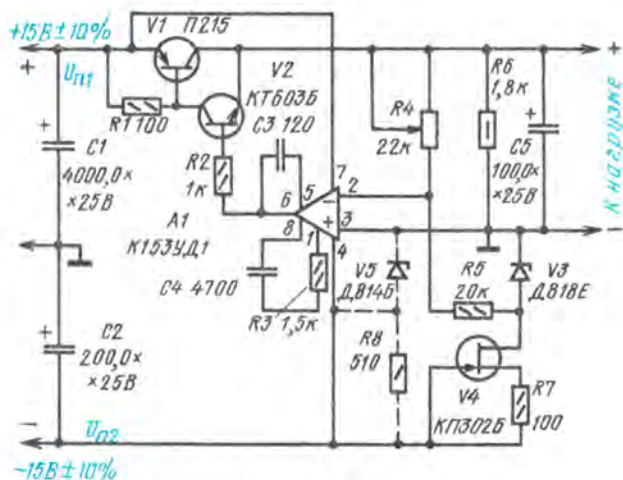 +15В±10%
V1 П215
Uп1
V2
R1 100
КТ603Б
C3 120
R2
1к
C1
4000,0×
×25В
A1
К153УД1
C4 4700
R3 1,5к
6
5
8
1
7
2
3
4
−
+
R4
22к
R6
1,8к
C5
100,0×
×25В
К нагрузке
V5
Д814Б
R5
20к
V3
Д818Е
R8
510
V4
КП302Б
R7
100
C2
200,0×
×25В
Uп2
−15В±10%